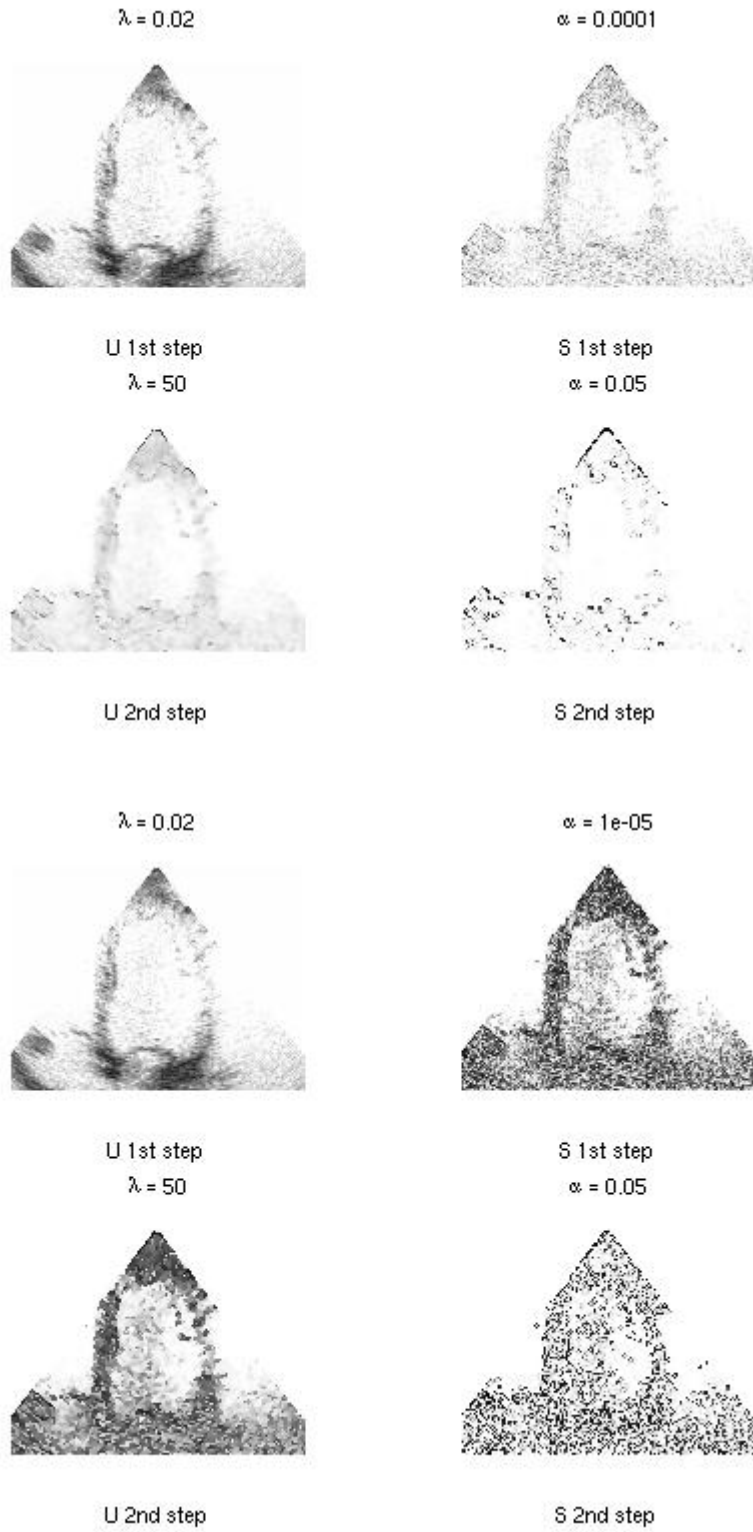 λ = 0.02
α = 0.0001
U 1st step
S 1st step
λ = 50
α = 0.05
U 2nd step
S 2nd step
λ = 0.02
α = 1e-05
U 1st step
S 1st step
λ = 50
α = 0.05
U 2nd step
S 2nd step